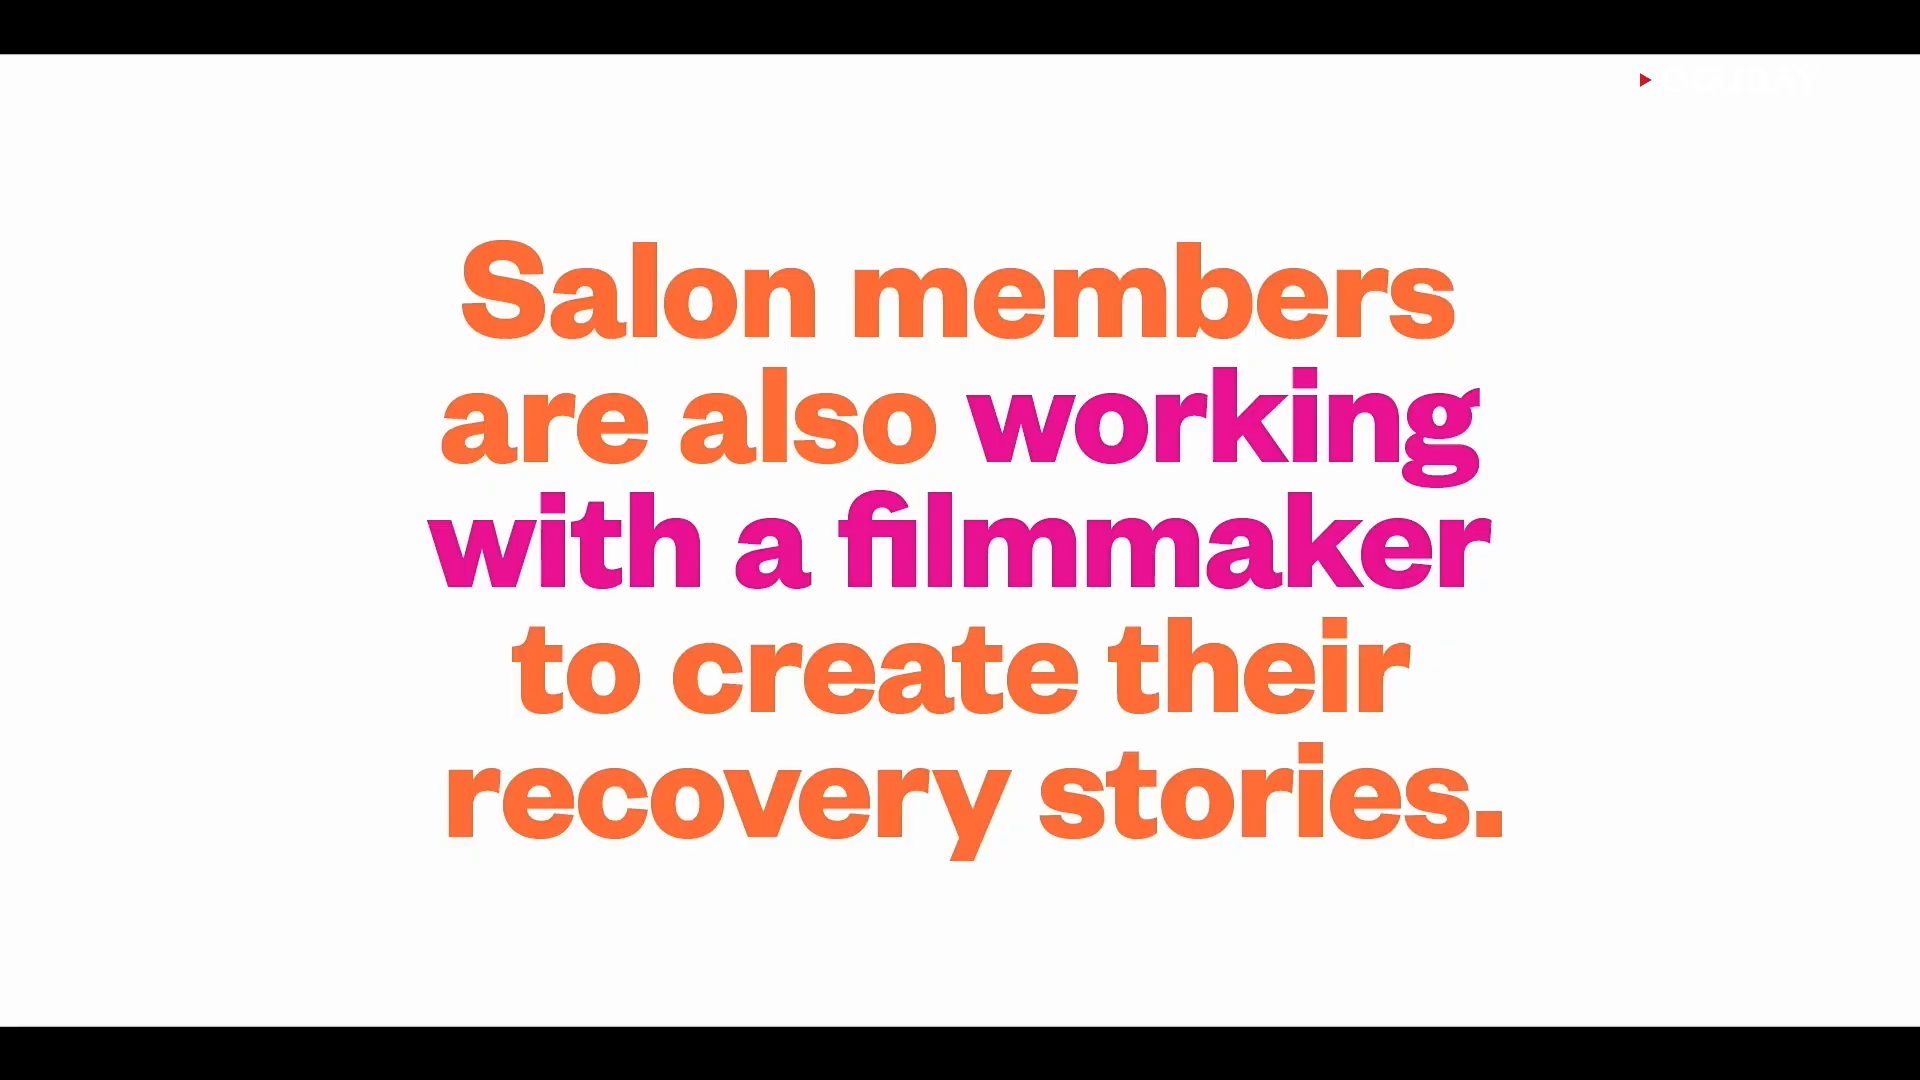 Salon members
are also working
with a filmmaker
to create their
recovery stories.